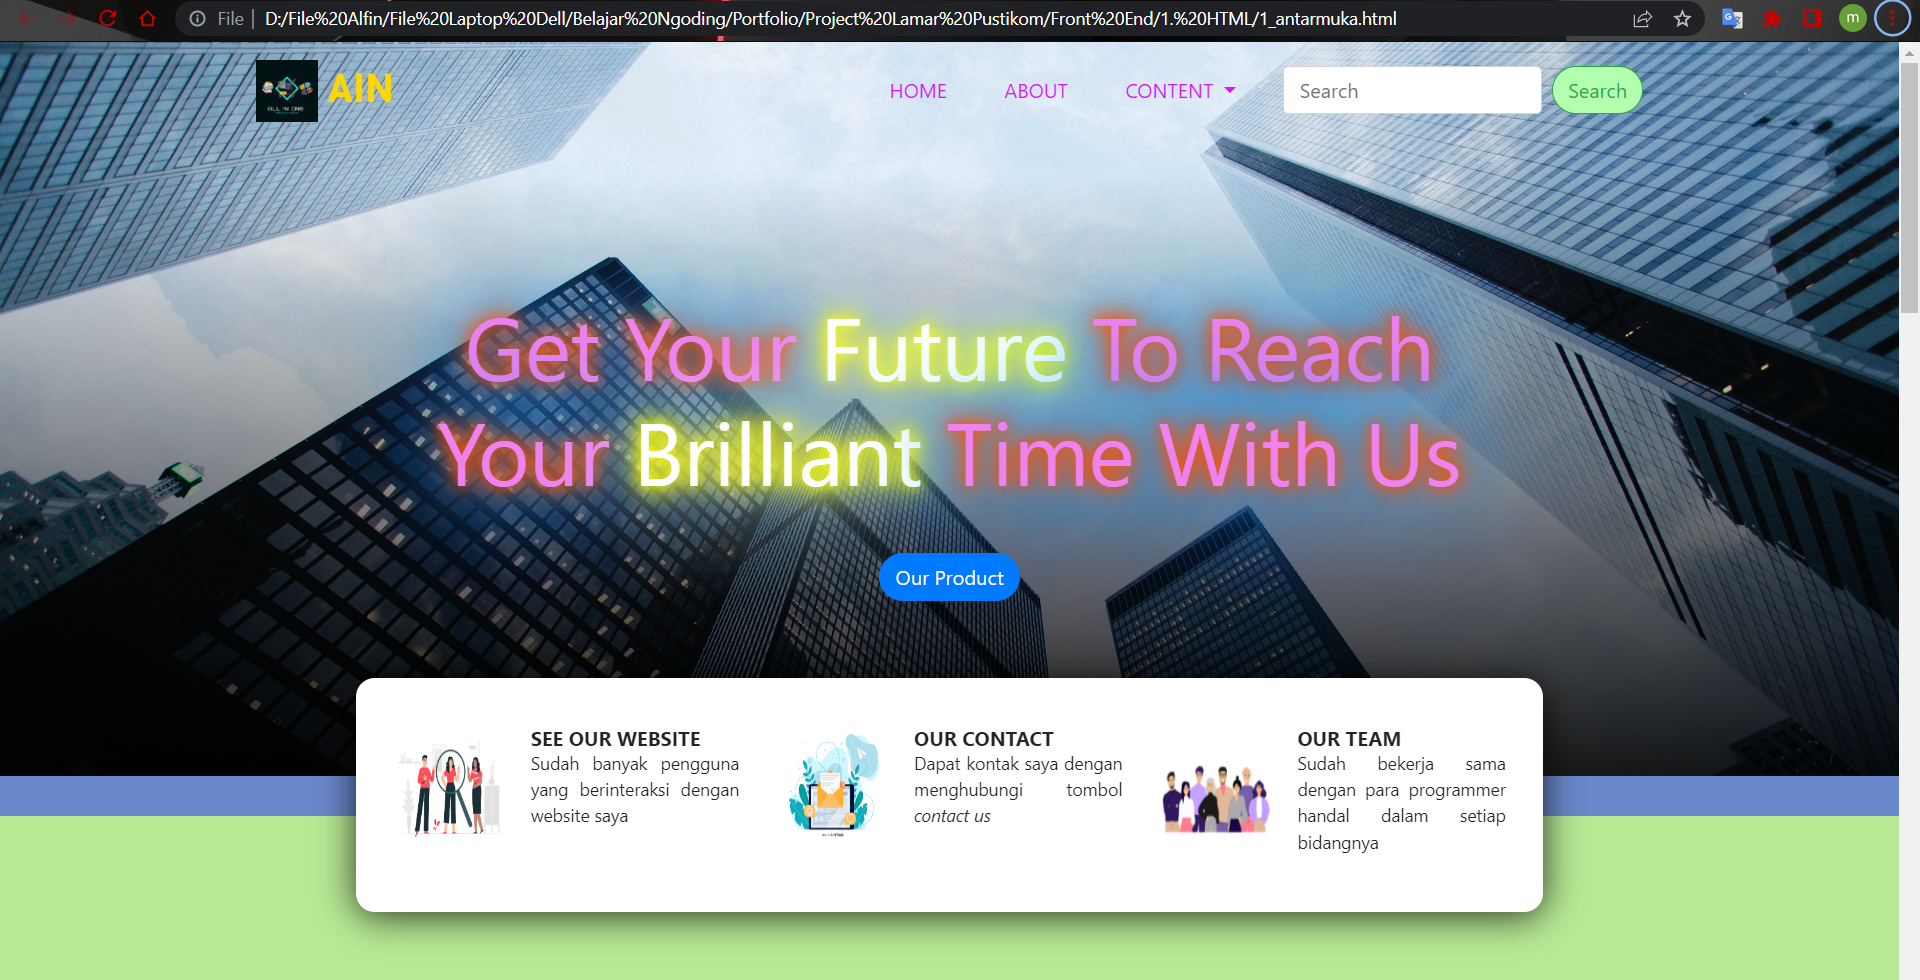 File
D:/File%20Alfin/File%20Laptop%20Dell/Belajar%20Ngoding/Portfolio/Project%20Lamar%20Pustikom/Front%20End/1.%20HTML/1_antarmuka.html
m
ALL IN ONE
AIN
HOME
ABOUT
CONTENT
Search
Search
Get Your Future To Reach
Your Brilliant Time With Us
Our Product
SEE OUR WEBSITE
Sudah banyak pengguna
yang berinteraksi dengan
website saya
OUR CONTACT
Dapat kontak saya dengan
menghubungi tombol
contact us
OUR TEAM
Sudah bekerja sama
dengan para programmer
handal dalam setiap
bidangnya